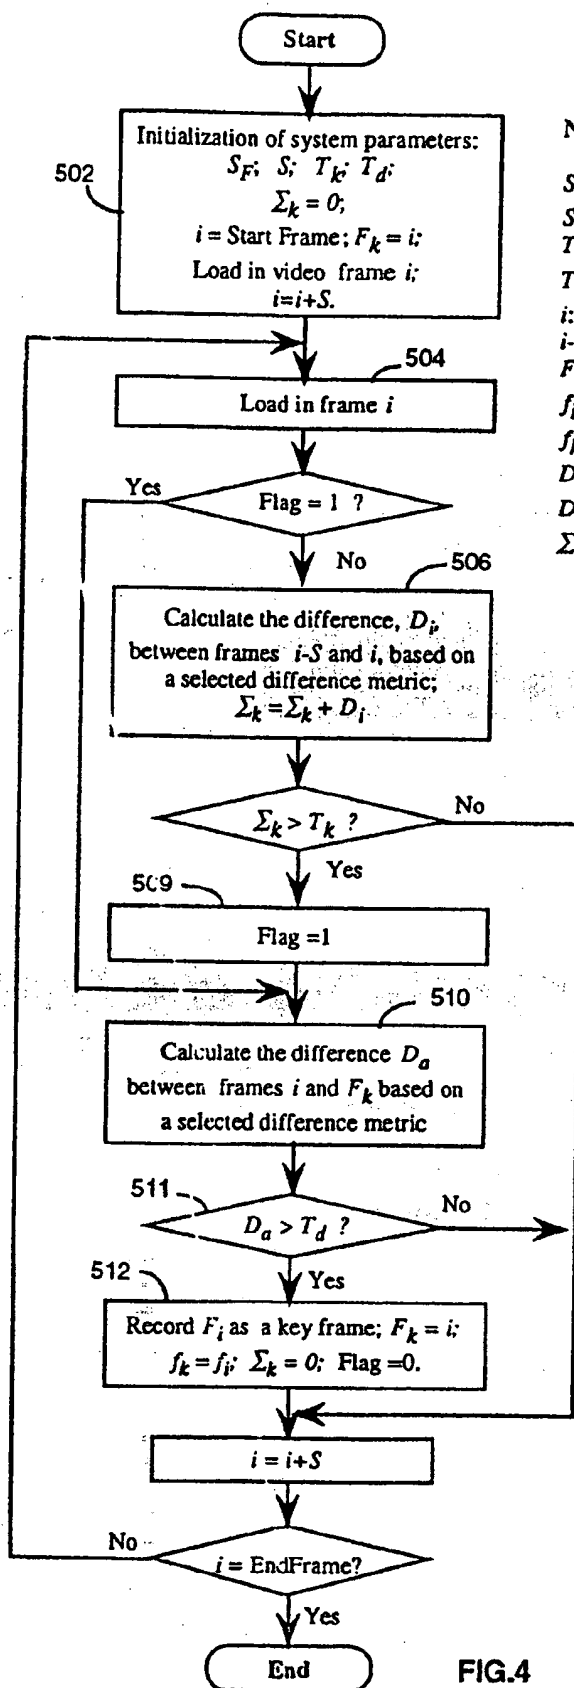 Start
Initialization of system parameters:
S_F; S; T_k; T_d;
Σ_k = 0;
i = Start Frame; F_k = i;
Load in video frame i;
i=i+S.
502
504
Load in frame i
Yes
Flag = 1 ?
No
506
Calculate the difference, D_i,
between frames i-S and i, based on
a selected difference metric;
Σ_k=Σ_k + D_i
Σ_k > T_k ?
No
Yes
509
Flag =1
510
Calculate the difference D_a
between frames i and F_k based on
a selected difference metric
511
D_a > T_d ?
No
Yes
512
Record F_i as a key frame; F_k = i;
f_k = f_i; Σ_k = 0; Flag =0.
i = i+S
No
i = EndFrame?
Yes
End
FIG.4
N
S
S
T
T
i:
i-
F
f
f
D
D
Σ